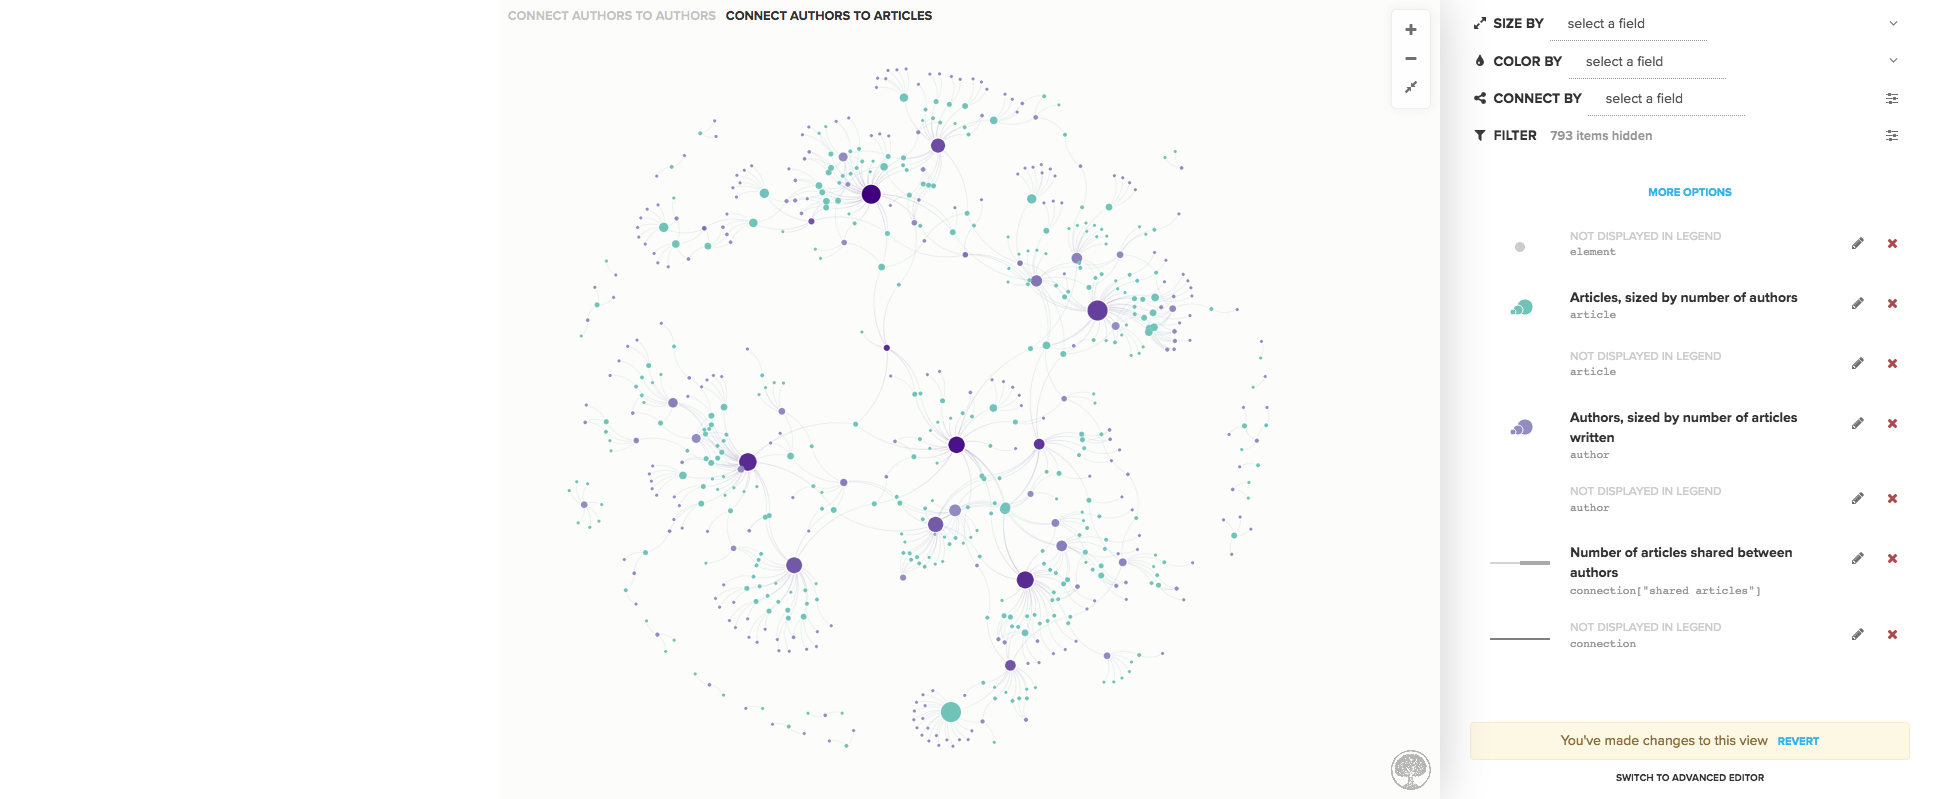 CONNECT AUTHORS TO AUTHORS CONNECT AUTHORS TO ARTICLES
SIZE BY select a field
COLOR BY select a field
CONNECT BY select a field
FILTER 793 items hidden
MORE OPTIONS
NOT DISPLAYED IN LEGEND
element
Articles, sized by number of authors
article
NOT DISPLAYED IN LEGEND
article
Authors, sized by number of articles
written
author
NOT DISPLAYED IN LEGEND
author
Number of articles shared between
authors
connection["shared articles"]
NOT DISPLAYED IN LEGEND
connection
You've made changes to this view REVERT
SWITCH TO ADVANCED EDITOR